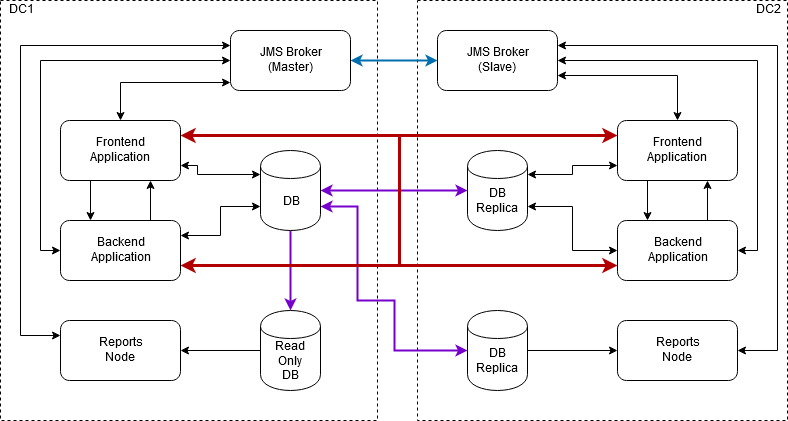 DC1
DC2
JMS Broker
(Master)
JMS Broker
(Slave)
Frontend
Application
Frontend
Application
DB
DB
Replica
Backend
Application
Backend
Application
Reports
Node
Read
Only
DB
DB
Replica
Reports
Node